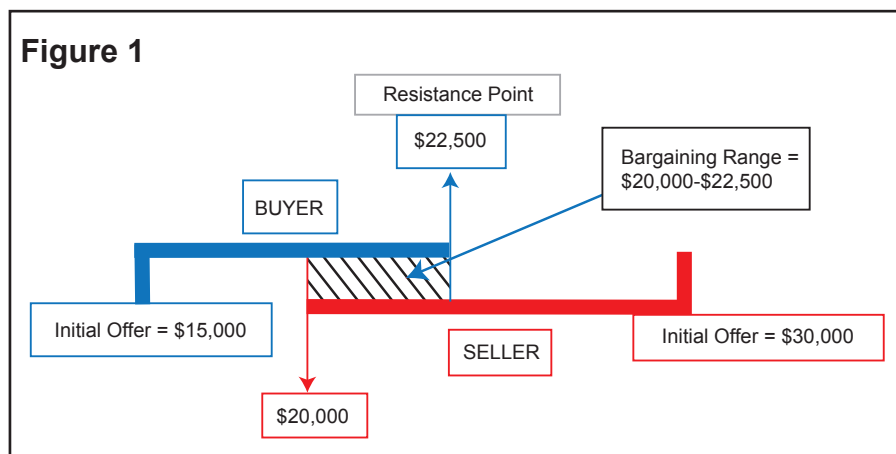 Figure 1
Resistance Point
$22,500
Bargaining Range =
$20,000-$22,500
BUYER
Initial Offer = $15,000
Initial Offer = $30,000
SELLER
$20,000